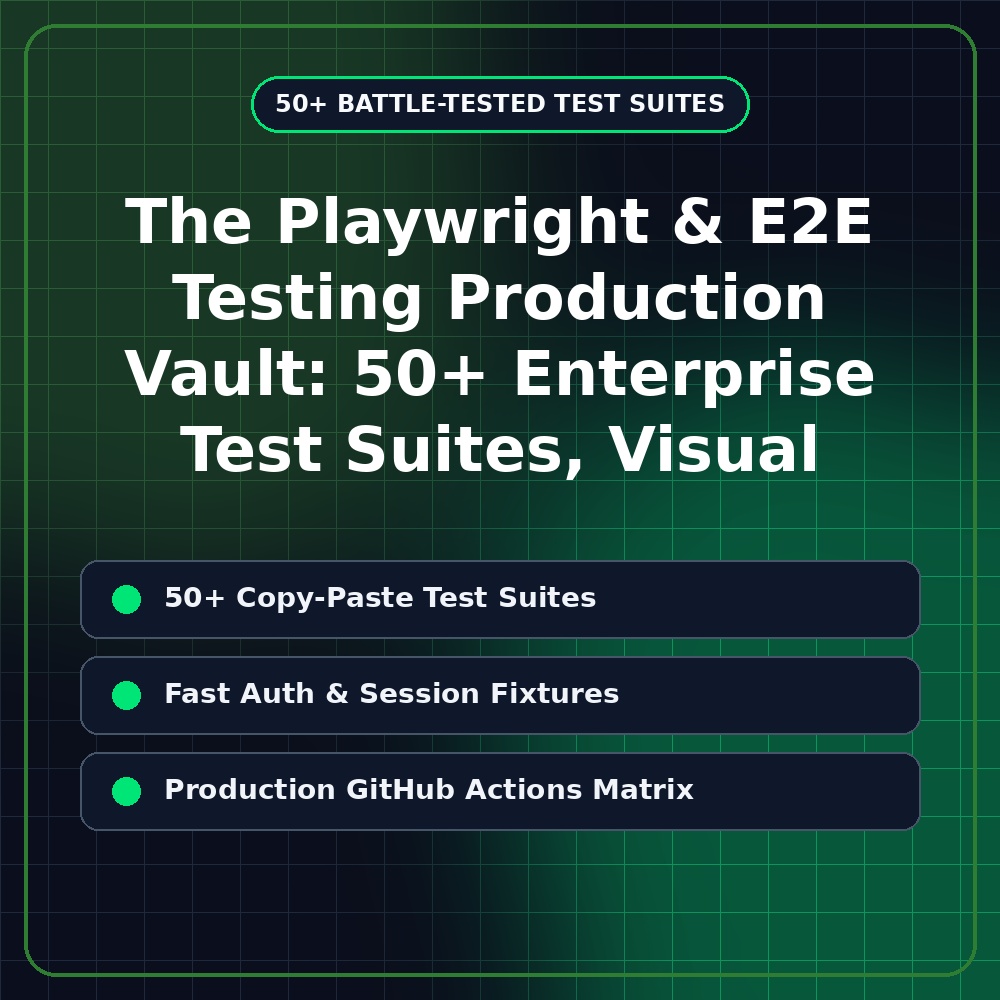 50+ BATTLE-TESTED TEST SUITES
The Playwright & E2E
Testing Production
Vault: 50+ Enterprise
Test Suites, Visual
50+ Copy-Paste Test Suites
Fast Auth & Session Fixtures
Production GitHub Actions Matrix